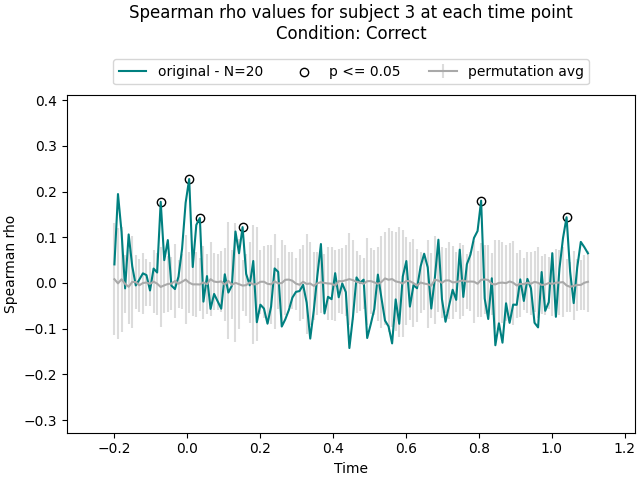 Spearman rho values for subject 3 at each time point
Condition: Correct
original - N=20 p <= 0.05 permutation avg
0.4
0.3
0.2
0.1
0.0
−0.1
−0.2
−0.3
Spearman rho
−0.2 0.0 0.2 0.4 0.6 0.8 1.0 1.2
Time